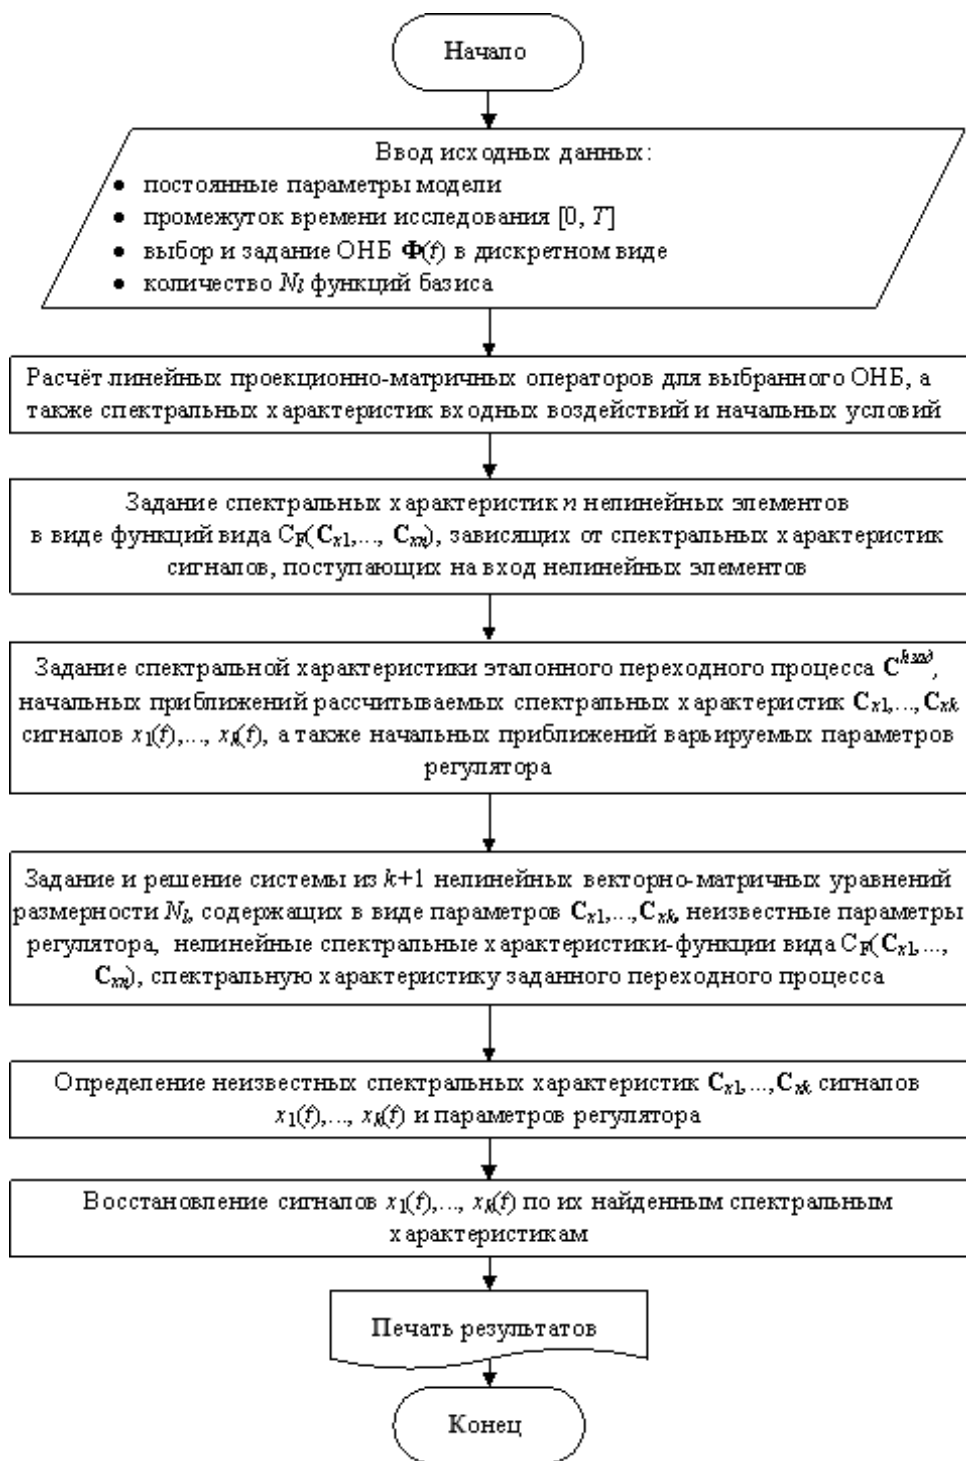 Начало
Ввод исходных данных:
● постоянные параметры модели
● промежуток времени исследования [0, T]
● выбор и задание ОНБ Φ(t) в дискретном виде
● количество Nl функций базиса
Расчёт линейных проекционно-матричных операторов для выбранного ОНБ, а
также спектральных характеристик входных воздействий и начальных условий
Задание спектральных характеристик n нелинейных элементов
в виде функций вида CF(Cx1,..., Cxn), зависящих от спектральных характеристик
сигналов, поступающих на вход нелинейных элементов
Задание спектральной характеристики эталонного переходного процесса C^hзад,
начальных приближений рассчитываемых спектральных характеристик Cx1,...,Cxk
сигналов x1(t),..., xk(t), а также начальных приближений варьируемых параметров
регулятора
Задание и решение системы из k+1 нелинейных векторно-матричных уравнений
размерности Nl, содержащих в виде параметров Cx1,...,Cxk, неизвестные параметры
регулятора, нелинейные спектральные характеристики-функции вида CF(Cx1,...,
Cxn), спектральную характеристику заданного переходного процесса
Определение неизвестных спектральных характеристик Cx1,...,Cxk сигналов
x1(t),..., xk(t) и параметров регулятора
Восстановление сигналов x1(t),..., xk(t) по их найденным спектральным
характеристикам
Печать результатов
Конец